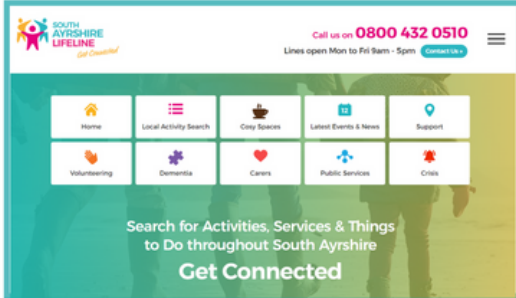 SOUTH
AYRSHIRE
LIFELINE
Get Connected
Call us on 0800 432 0510
Lines open Mon to Fri 9am - 5pm Contact Us »
Home
Local Activity Search
Cosy Spaces
12
Latest Events & News
Support
Volunteering
Dementia
Carers
Public Services
Crisis
Search for Activities, Services & Things
to Do throughout South Ayrshire
Get Connected